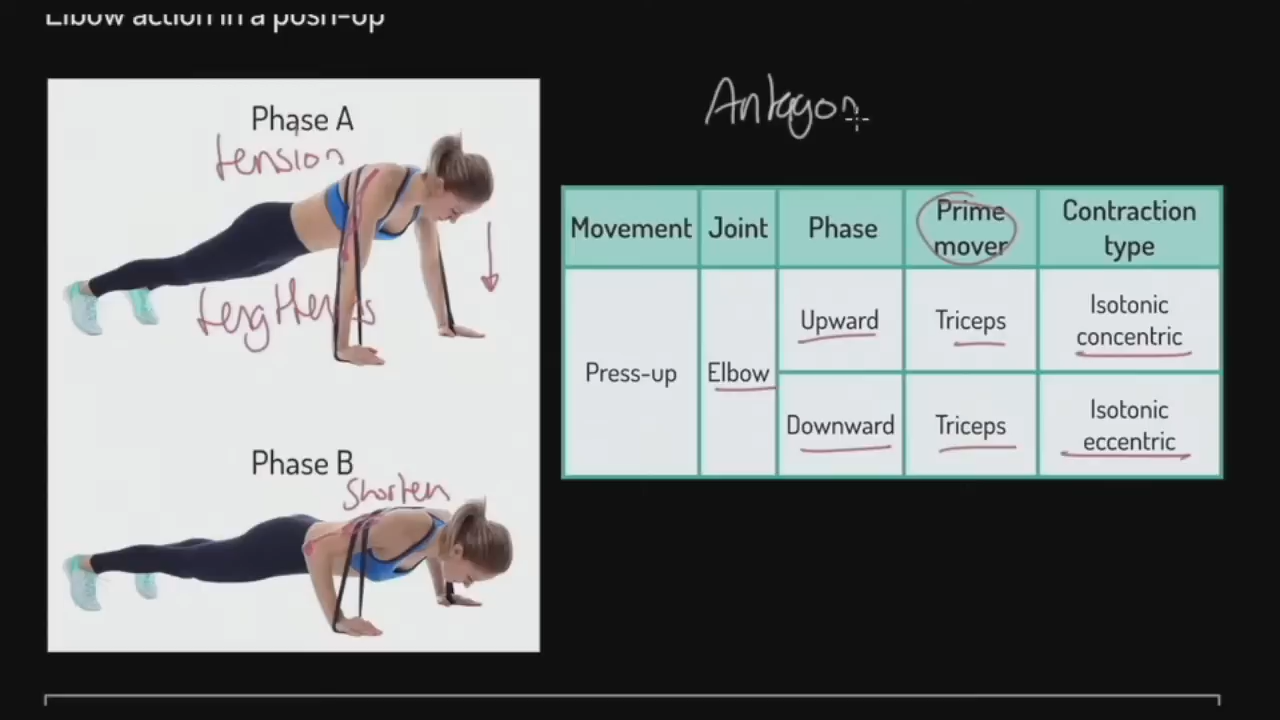 Elbow action in a push-up
Antagon
Phase A
tension
lengthens
Phase B
shorten
Movement
Joint
Phase
Prime
mover
Contraction
type
Press-up
Elbow
Upward
Triceps
Isotonic
concentric
Downward
Triceps
Isotonic
eccentric